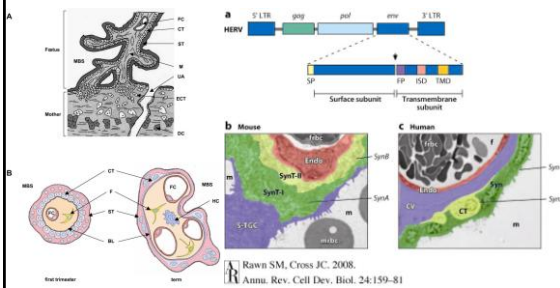 A
FC
CT
ST
Foetus
MBS
M
UA
ECT
Mother
DC
B
MBS
CT
F
ST
BL
FC
MBS
HC
first trimester
term
a
5' LTR
gag
pol
env
3' LTR
HERV
SP
FP
ISD
TMD
Surface subunit
Transmembrane
subunit
b Mouse
frbc
Endo
SynT-II
SynT-I
S-TGC
m
m
mrbc
SynB
SynA
c Human
frbc
f
Endo
CV
Syn
CT
m
Syn
Rawn SM, Cross JC. 2008.
Annu. Rev. Cell Dev. Biol. 24:159–81